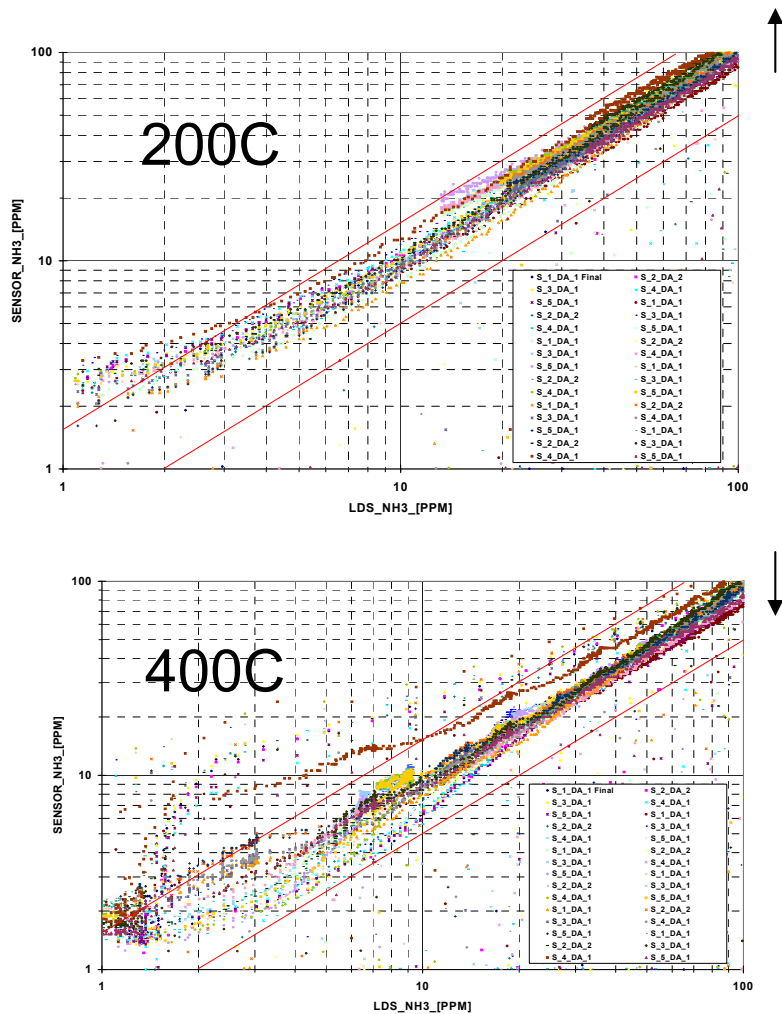 100
200C
10
SENSOR_NH3_[PPM]
S_1_DA_1 Final S_2_DA_2
S_3_DA_1 S_4_DA_1
S_5_DA_1 S_1_DA_1
S_2_DA_2 S_3_DA_1
S_4_DA_1 S_5_DA_1
S_1_DA_1 S_2_DA_2
S_3_DA_1 S_4_DA_1
S_5_DA_1 S_1_DA_1
S_2_DA_2 S_3_DA_1
S_4_DA_1 S_5_DA_1
S_1_DA_1 S_2_DA_2
S_3_DA_1 S_4_DA_1
S_5_DA_1 S_1_DA_1
S_2_DA_2 S_3_DA_1
S_4_DA_1 S_5_DA_1
1
1 10 100
LDS_NH3_[PPM]
100
400C
10
SENSOR_NH3_[PPM]
S_1_DA_1 Final S_2_DA_2
S_3_DA_1 S_4_DA_1
S_5_DA_1 S_1_DA_1
S_2_DA_2 S_3_DA_1
S_4_DA_1 S_5_DA_1
S_1_DA_1 S_2_DA_2
S_3_DA_1 S_4_DA_1
S_5_DA_1 S_1_DA_1
S_2_DA_2 S_3_DA_1
S_4_DA_1 S_5_DA_1
S_1_DA_1 S_2_DA_2
S_3_DA_1 S_4_DA_1
S_5_DA_1 S_1_DA_1
S_2_DA_2 S_3_DA_1
S_4_DA_1 S_5_DA_1
1
1 10 100
LDS_NH3_[PPM]